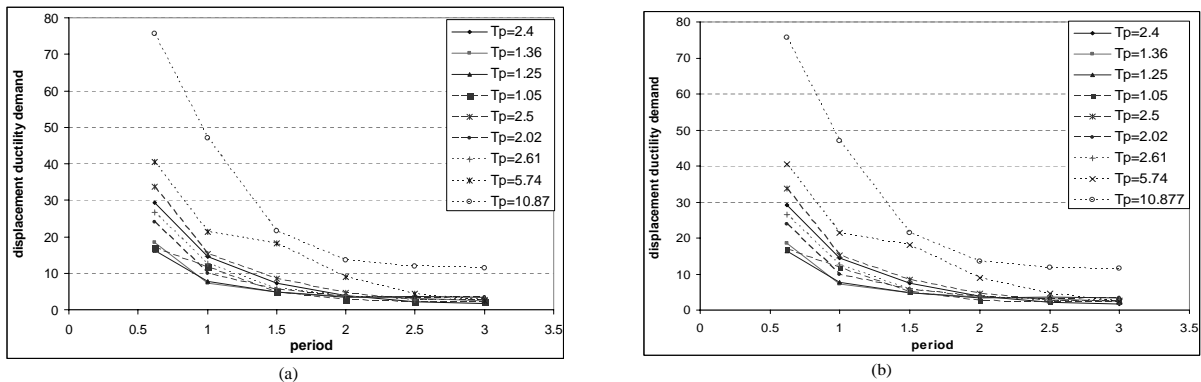 80
70
60
50
40
30
20
10
0
displacement ductility demand
0 0.5 1 1.5 2 2.5 3 3.5
period
Tp=2.4
Tp=1.36
Tp=1.25
Tp=1.05
Tp=2.5
Tp=2.02
Tp=2.61
Tp=5.74
Tp=10.87
(a)
80
70
60
50
40
30
20
10
0
displacement ductility demand
0 0.5 1 1.5 2 2.5 3 3.5
period
Tp=2.4
Tp=1.36
Tp=1.25
Tp=1.05
Tp=2.5
Tp=2.02
Tp=2.61
Tp=5.74
Tp=10.877
(b)